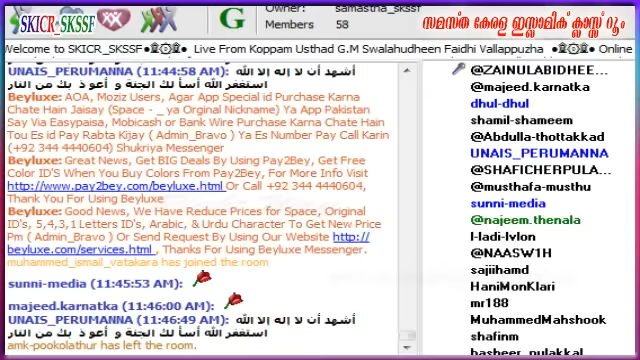 SKICR_SKSSF
Owner: samastha_skssf
Members 58
സമസ്ത കേരള ഇസ്ലാമിക് ക്ലാസ്സ് റൂം
Welcome to SKICR_SKSSF Live From Koppam Usthad G.M Swalahudheen Faidhi Vallappuzha Online
UNAIS_PERUMANNA (11:44:58 AM): أشهد أن لا إله إلا الله
استغفر الله أسألك الجنة و أعوذ بك من النار
Beyluxe: AOA, Moziz Users, Agar App Special id Purchase Karna
Chate Hain Jaisay (Space - _ ya Orginal Nickname) Ya App Pakistan
Say Via Easypaisa, Mobicash or Bank Wire Purchase Karna Chate Hain
Tou Es id Pay Rabta Kijay ( Admin_Bravo ) Ya Es Number Pay Call Karin
(+92 344 4440604) Shukriya Messenger
Beyluxe: Great News, Get BIG Deals By Using Pay2Bey, Get Free
Color ID'S When You Buy Colors From Pay2Bey, For More Info Visit
http://www.pay2bey.com/beyluxe.html Or Call +92 344 4440604,
Thank You For Using Beyluxe
Beyluxe: Good News, We Have Reduce Prices for Space, Original
ID's, 5,4,3,1 Letters ID's, Arabic, & Urdu Character To Get New Price
Pm ( Admin_Bravo ) Or Send Request By Using Our Website http://
beyluxe.com/services.html , Thanks For Using Beyluxe Messenger.
muhammed_ismail_vatakara has joined the room
sunni-media (11:45:53 AM):
majeed.karnatka (11:46:00 AM):
UNAIS_PERUMANNA (11:46:49 AM): أشهد أن لا إله إلا الله
استغفر الله أسألك الجنة و أعوذ بك من النار
amk-pookolathur has left the room.
@ZAINULABIDHEE...
@majeed.karnatka
dhul-dhul
shamil-shameem
@Abdulla-thottakkad
UNAIS_PERUMANNA
@SHAFICHERPULA...
@musthafa-musthu
sunni-media
@najeem.thenala
l-ladi-lvlon
@NAASW1H
sajiihamd
HaniMonKlari
mr188
MuhammedMahshook
shafinm
basheer_pulakkal